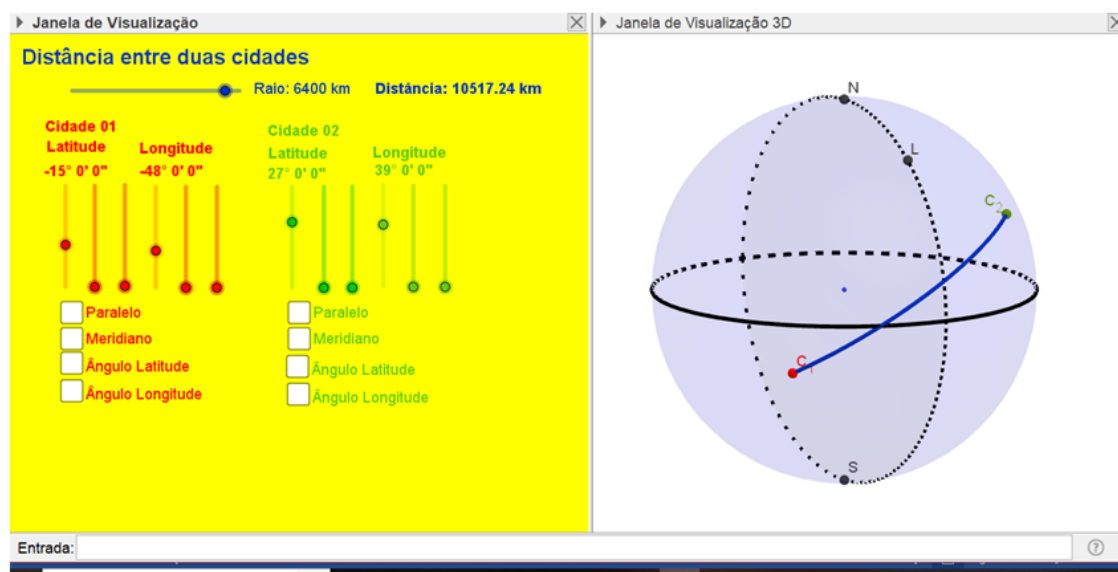 Janela de Visualização
Janela de Visualização 3D
Distância entre duas cidades
Raio: 6400 km
Distância: 10517.24 km
Cidade 01
Latitude
Longitude
-15° 0' 0"
-48° 0' 0"
Cidade 02
Latitude
Longitude
27° 0' 0"
39° 0' 0"
Paralelo
Meridiano
Ângulo Latitude
Ângulo Longitude
Paralelo
Meridiano
Ângulo Latitude
Ângulo Longitude
N
L
C₂
C₁
S
Entrada: